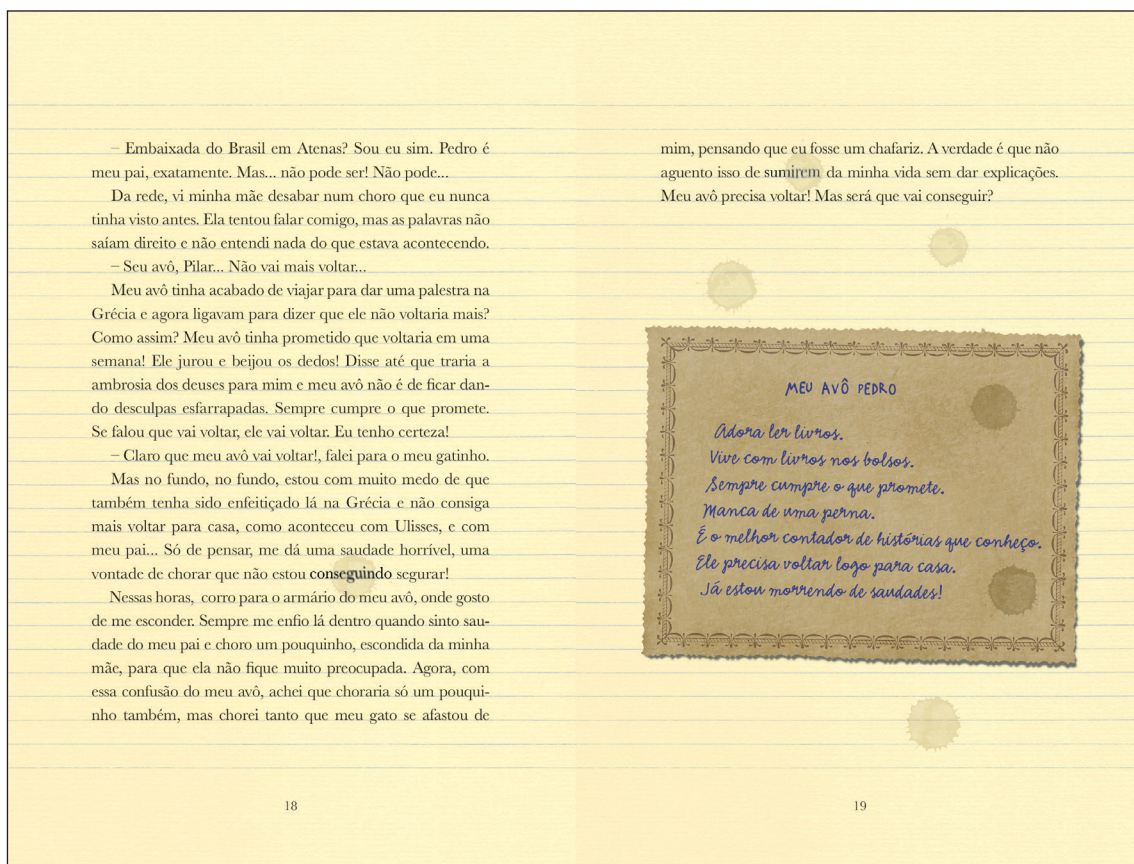 – Embaixada do Brasil em Atenas? Sou eu sim. Pedro é
meu pai, exatamente. Mas... não pode ser! Não pode...
Da rede, vi minha mãe desabar num choro que eu nunca
tinha visto antes. Ela tentou falar comigo, mas as palavras não
saíam direito e não entendi nada do que estava acontecendo.
– Seu avô, Pilar... Não vai mais voltar...
Meu avô tinha acabado de viajar para dar uma palestra na
Grécia e agora ligavam para dizer que ele não voltaria mais?
Como assim? Meu avô tinha prometido que voltaria em uma
semana! Ele jurou e beijou os dedos! Disse até que traria a
ambrosia dos deuses para mim e meu avô não é de ficar dan-
do desculpas esfarrapadas. Sempre cumpre o que promete.
Se falou que vai voltar, ele vai voltar. Eu tenho certeza!
– Claro que meu avô vai voltar!, falei para o meu gatinho.
Mas no fundo, no fundo, estou com muito medo de que
também tenha sido enfeitiçado lá na Grécia e não consiga
mais voltar para casa, como aconteceu com Ulisses, e com
meu pai... Só de pensar, me dá uma saudade horrível, uma
vontade de chorar que não estou conseguindo segurar!
Nessas horas, corro para o armário do meu avô, onde gosto
de me esconder. Sempre me enfio lá dentro quando sinto sau-
dade do meu pai e choro um pouquinho, escondida da minha
mãe, para que ela não fique muito preocupada. Agora, com
essa confusão do meu avô, achei que choraria só um pouqui-
nho também, mas chorei tanto que meu gato se afastou de
18
mim, pensando que eu fosse um chafariz. A verdade é que não
aguento isso de sumirem da minha vida sem dar explicações.
Meu avô precisa voltar! Mas será que vai conseguir?
MEU AVÔ PEDRO
Adora ler livros.
Vive com livros nos bolsos.
Sempre cumpre o que promete.
Manca de uma perna.
É o melhor contador de histórias que conheço.
Ele precisa voltar logo para casa.
Já estou morrendo de saudades!
19